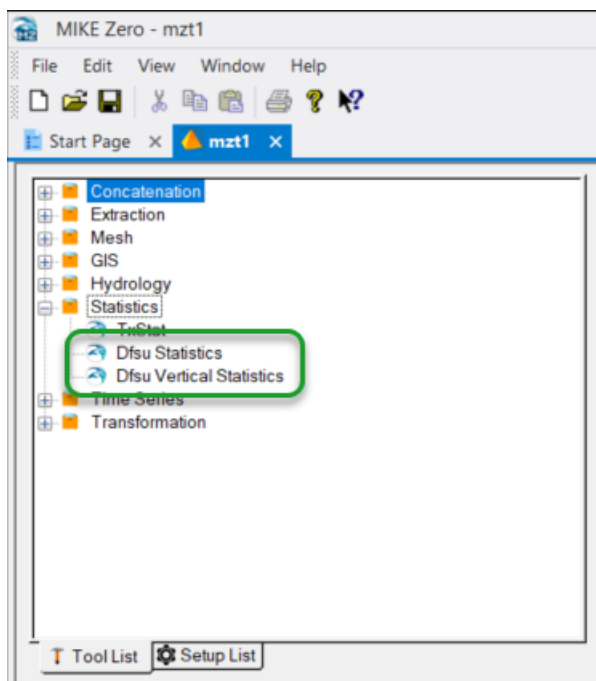 MIKE Zero - mzt1
File Edit View Window Help
Start Page mzt1
Concatenation
Extraction
Mesh
GIS
Hydrology
Statistics
TxStat
Dfsu Statistics
Dfsu Vertical Statistics
Time Series
Transformation
Tool List Setup List